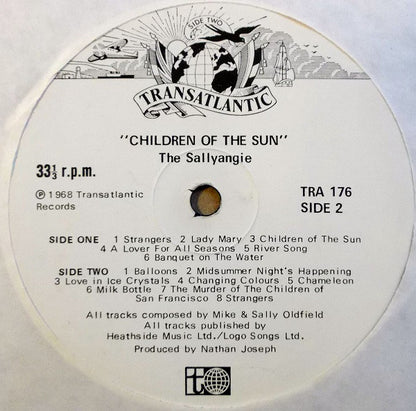 SIDE TWO
TRANSATLANTIC
"CHILDREN OF THE SUN"
The Sallyangie
33⅓ r.p.m.
℗ 1968 Transatlantic
Records
TRA 176
SIDE 2
SIDE ONE 1 Strangers 2 Lady Mary 3 Children of The Sun
4 A Lover For All Seasons 5 River Song
6 Banquet on The Water
SIDE TWO 1 Balloons 2 Midsummer Night's Happening
3 Love in Ice Crystals 4 Changing Colours 5 Chameleon
6 Milk Bottle 7 The Murder of The Children of
San Francisco 8 Strangers
All tracks composed by Mike & Sally Oldfield
All tracks published by
Heathside Music Ltd./Logo Songs Ltd.
Produced by Nathan Joseph